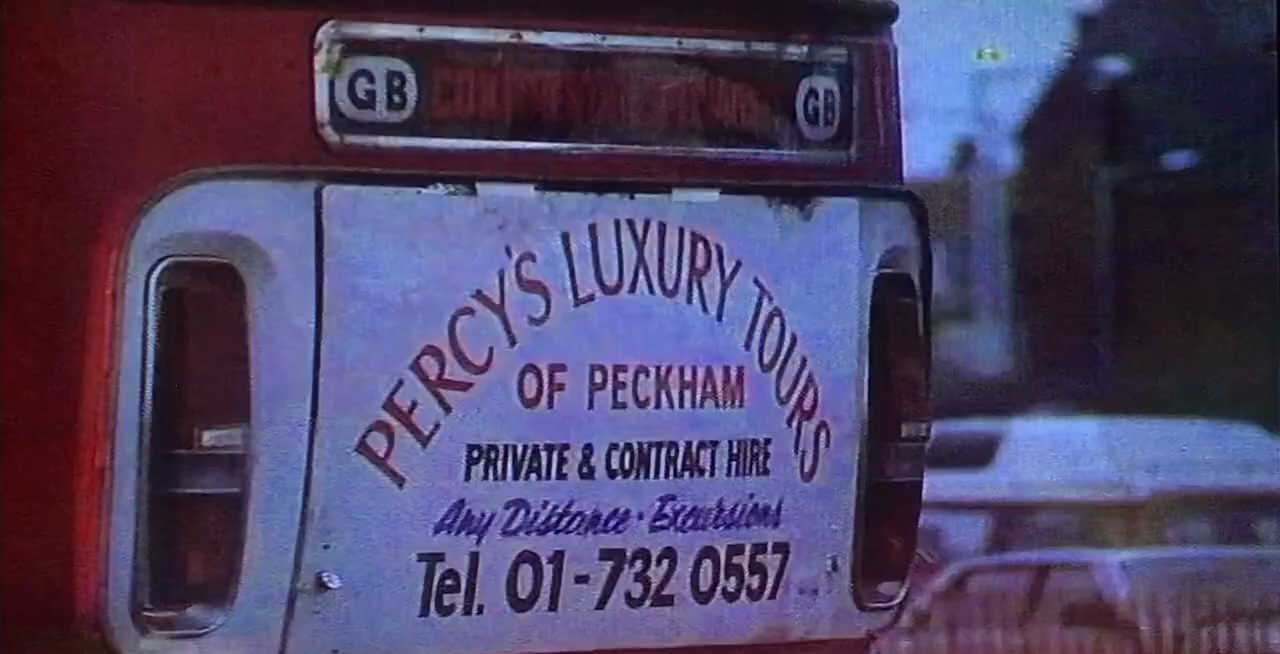 GB
GB
PERCY'S LUXURY TOURS
OF PECKHAM
PRIVATE & CONTRACT HIRE
Any Distance · Excursions
Tel. 01-732 0557